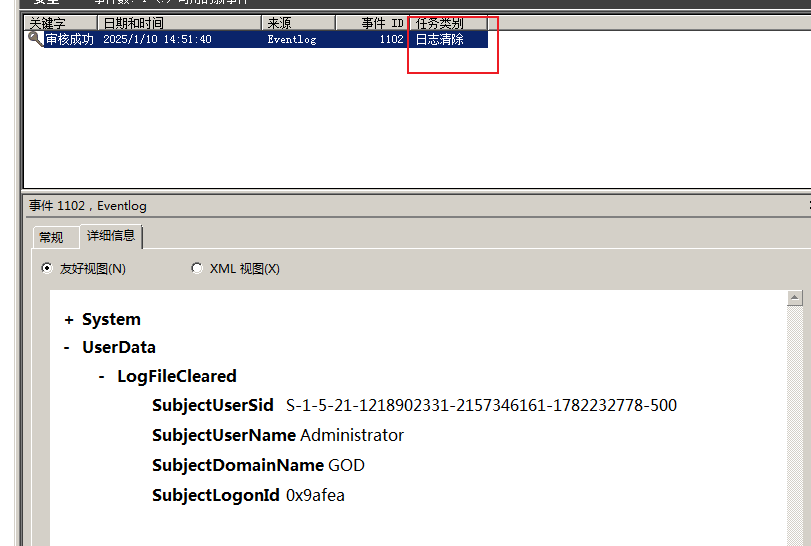 关键字 日期和时间 来源 事件 ID 任务类别
审核成功 2025/1/10 14:51:40 Eventlog 1102 日志清除
事件 1102，Eventlog
常规 详细信息
友好视图(N) XML 视图(X)
+ System
- UserData
- LogFileCleared
SubjectUserSid S-1-5-21-1218902331-2157346161-1782232778-500
SubjectUserName Administrator
SubjectDomainName GOD
SubjectLogonId 0x9afea